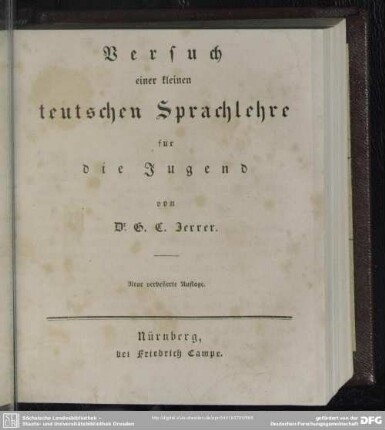 Versuch
einer kleinen
teutschen Sprachlehre
für
die Jugend
von
Dr. G. C. Zerrer.
Neue verbesserte Auflage.
Nürnberg,
bei Friedrich Campe.
Sächsische Landesbibliothek –
Staats- und Universitätsbibliothek Dresden
gefördert von der
Deutschen Forschungsgemeinschaft
DFG